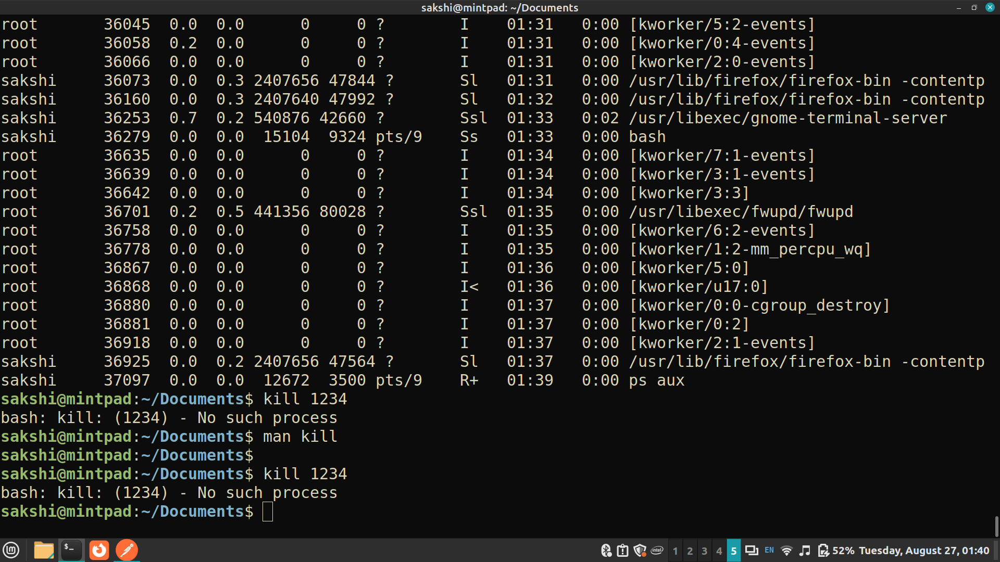 sakshi@mintpad: ~/Documents
root 36045 0.0 0.0 0 0 ? I 01:31 0:00 [kworker/5:2-events]
root 36058 0.2 0.0 0 0 ? I 01:31 0:00 [kworker/0:4-events]
root 36066 0.0 0.0 0 0 ? I 01:31 0:00 [kworker/2:0-events]
sakshi 36073 0.0 0.3 2407656 47844 ? Sl 01:31 0:00 /usr/lib/firefox/firefox-bin -contentp
sakshi 36160 0.0 0.3 2407640 47992 ? Sl 01:32 0:00 /usr/lib/firefox/firefox-bin -contentp
sakshi 36253 0.7 0.2 540876 42660 ? Ssl 01:33 0:02 /usr/libexec/gnome-terminal-server
sakshi 36279 0.0 0.0 15104 9324 pts/9 Ss 01:33 0:00 bash
root 36635 0.0 0.0 0 0 ? I 01:34 0:00 [kworker/7:1-events]
root 36639 0.0 0.0 0 0 ? I 01:34 0:00 [kworker/3:1-events]
root 36642 0.0 0.0 0 0 ? I 01:34 0:00 [kworker/3:3]
root 36701 0.2 0.5 441356 80028 ? Ssl 01:35 0:00 /usr/libexec/fwupd/fwupd
root 36758 0.0 0.0 0 0 ? I 01:35 0:00 [kworker/6:2-events]
root 36778 0.0 0.0 0 0 ? I 01:35 0:00 [kworker/1:2-mm_percpu_wq]
root 36867 0.0 0.0 0 0 ? I 01:36 0:00 [kworker/5:0]
root 36868 0.0 0.0 0 0 ? I< 01:36 0:00 [kworker/u17:0]
root 36880 0.0 0.0 0 0 ? I 01:37 0:00 [kworker/0:0-cgroup_destroy]
root 36881 0.0 0.0 0 0 ? I 01:37 0:00 [kworker/0:2]
root 36918 0.0 0.0 0 0 ? I 01:37 0:00 [kworker/2:1-events]
sakshi 36925 0.0 0.2 2407656 47564 ? Sl 01:37 0:00 /usr/lib/firefox/firefox-bin -contentp
sakshi 37097 0.0 0.0 12672 3500 pts/9 R+ 01:39 0:00 ps aux
sakshi@mintpad:~/Documents$ kill 1234
bash: kill: (1234) - No such process
sakshi@mintpad:~/Documents$ man kill
sakshi@mintpad:~/Documents$
sakshi@mintpad:~/Documents$ kill 1234
bash: kill: (1234) - No such process
sakshi@mintpad:~/Documents$
$_ intel 1 2 3 4 5 EN 52% Tuesday, August 27, 01:40